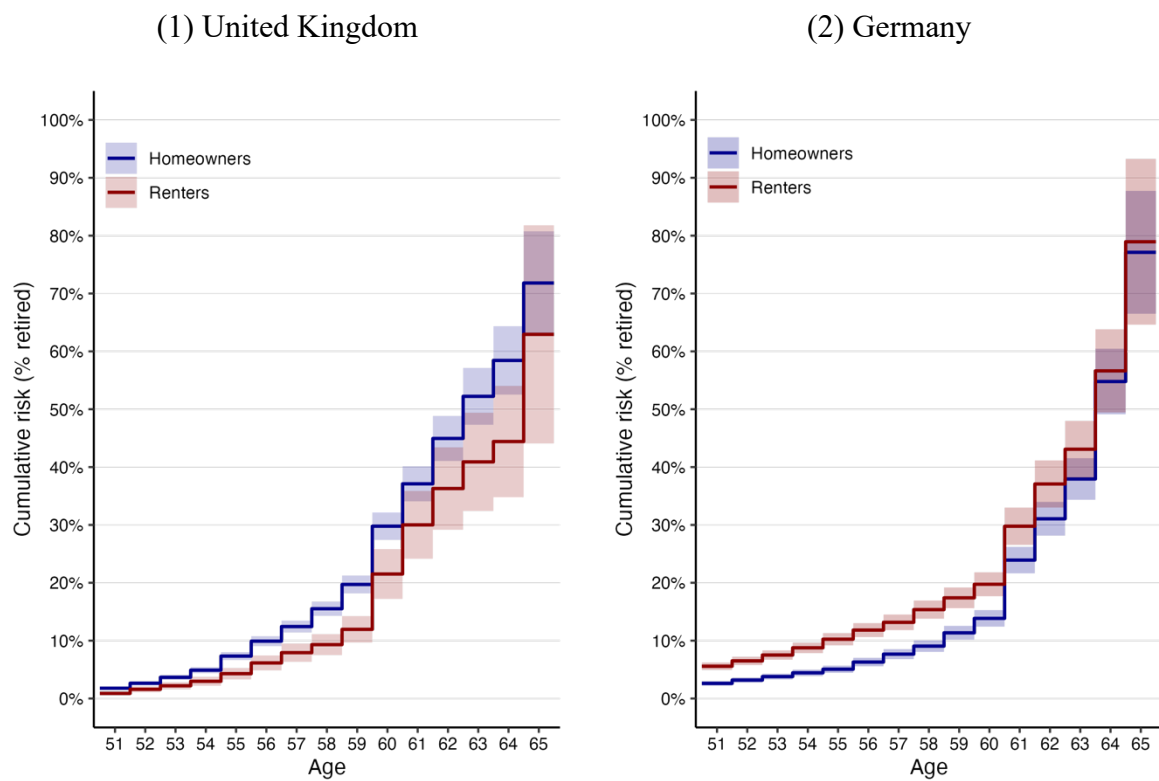 (1) United Kingdom
100%
90%
80%
70%
60%
50%
40%
30%
20%
10%
0%
Cumulative risk (% retired)
Homeowners
Renters
51 52 53 54 55 56 57 58 59 60 61 62 63 64 65
Age
(2) Germany
100%
90%
80%
70%
60%
50%
40%
30%
20%
10%
0%
Cumulative risk (% retired)
Homeowners
Renters
51 52 53 54 55 56 57 58 59 60 61 62 63 64 65
Age